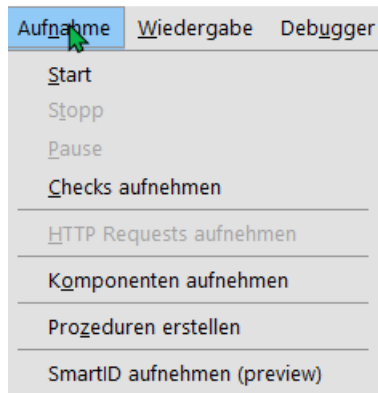 Aufnahme Wiedergabe Debugger
Start
Stopp
Pause
Checks aufnehmen
HTTP Requests aufnehmen
Komponenten aufnehmen
Prozeduren erstellen
SmartID aufnehmen (preview)